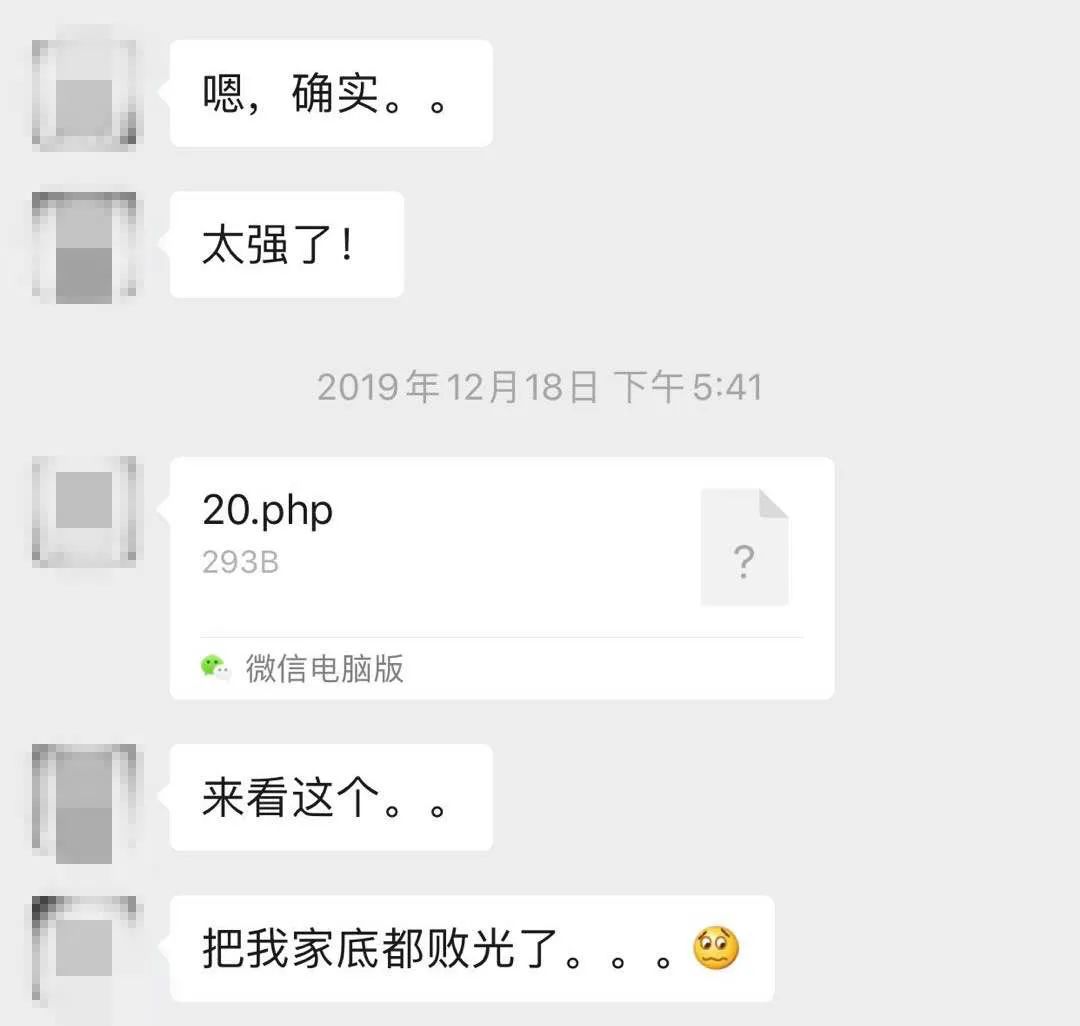 嗯，确实。。
太强了！
2019年12月18日 下午5:41
20.php
293B
?
微信电脑版
来看这个。。
把我家底都败光了。。。🥴